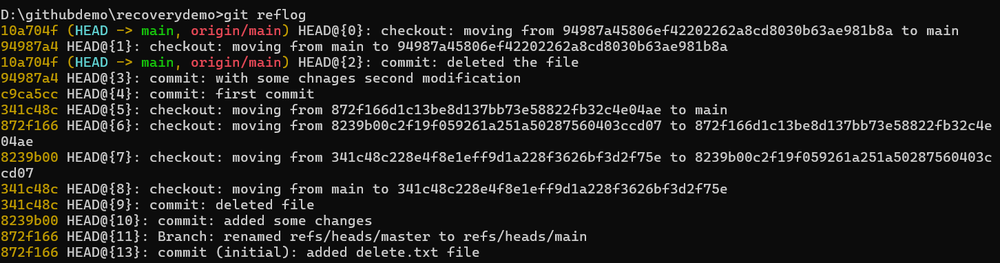 D:\githubdemo\recoverydemo>git reflog
10a704f (HEAD -> main, origin/main) HEAD@{0}: checkout: moving from 94987a45806ef42202262a8cd8030b63ae981b8a to main
94987a4 HEAD@{1}: checkout: moving from main to 94987a45806ef42202262a8cd8030b63ae981b8a
10a704f (HEAD -> main, origin/main) HEAD@{2}: commit: deleted the file
94987a4 HEAD@{3}: commit: with some chnages second modification
c9ca5cc HEAD@{4}: commit: first commit
341c48c HEAD@{5}: checkout: moving from 872f166d1c13be8d137bb73e58822fb32c4e04ae to main
872f166 HEAD@{6}: checkout: moving from 8239b00c2f19f059261a251a50287560403ccd07 to 872f166d1c13be8d137bb73e58822fb32c4e
04ae
8239b00 HEAD@{7}: checkout: moving from 341c48c228e4f8e1eff9d1a228f3626bf3d2f75e to 8239b00c2f19f059261a251a50287560403c
cd07
341c48c HEAD@{8}: checkout: moving from main to 341c48c228e4f8e1eff9d1a228f3626bf3d2f75e
341c48c HEAD@{9}: commit: deleted file
8239b00 HEAD@{10}: commit: added some changes
872f166 HEAD@{11}: Branch: renamed refs/heads/master to refs/heads/main
872f166 HEAD@{13}: commit (initial): added delete.txt file